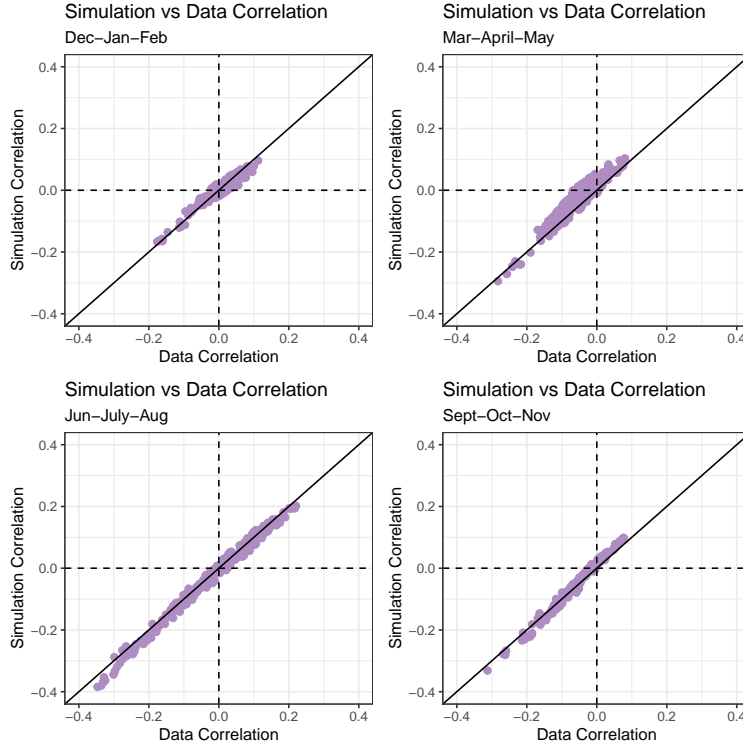 Simulation vs Data Correlation
Dec−Jan−Feb
0.4
0.2
0.0
−0.2
−0.4
Simulation Correlation
−0.4 −0.2 0.0 0.2 0.4
Data Correlation
Simulation vs Data Correlation
Mar−April−May
0.4
0.2
0.0
−0.2
−0.4
Simulation Correlation
−0.4 −0.2 0.0 0.2 0.4
Data Correlation
Simulation vs Data Correlation
Jun−July−Aug
0.4
0.2
0.0
−0.2
−0.4
Simulation Correlation
−0.4 −0.2 0.0 0.2 0.4
Data Correlation
Simulation vs Data Correlation
Sept−Oct−Nov
0.4
0.2
0.0
−0.2
−0.4
Simulation Correlation
−0.4 −0.2 0.0 0.2 0.4
Data Correlation